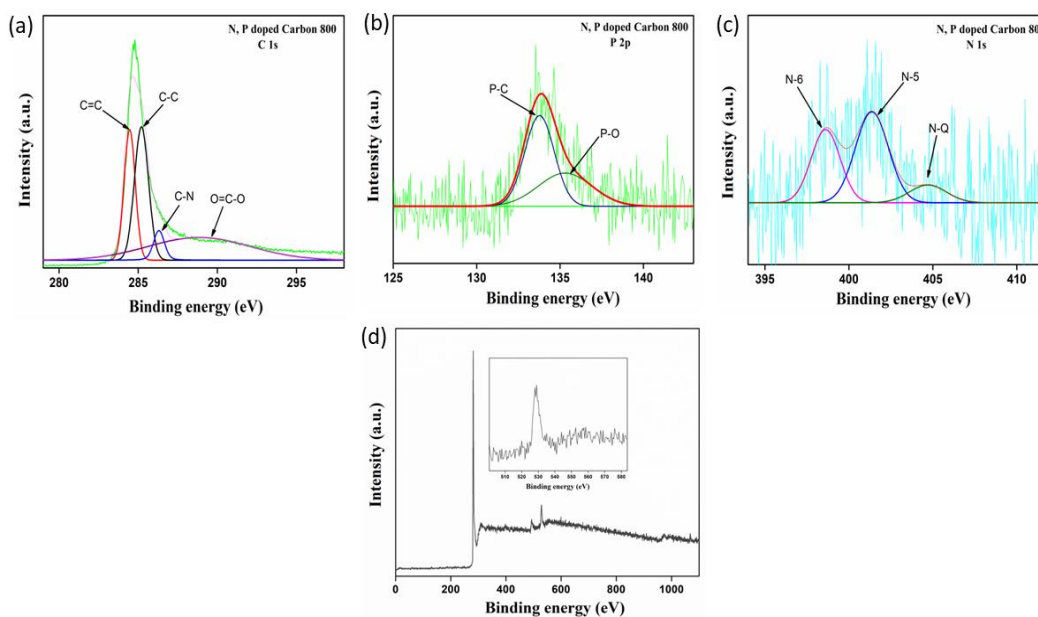 (a)
N, P doped Carbon 800
C 1s
C=C
C-C
C-N
O=C-O
Intensity (a.u.)
280 285 290 295
Binding energy (eV)
(b)
N, P doped Carbon 800
P 2p
P-C
P-O
Intensity (a.u.)
125 130 135 140
Binding energy (eV)
(c)
N, P doped Carbon 80
N 1s
N-6
N-5
N-Q
Intensity (a.u.)
395 400 405 410
Binding energy (eV)
(d)
Intensity (a.u.)
510 520 530 540 550 560 570 580
Binding energy (eV)
0 200 400 600 800 1000
Binding energy (eV)